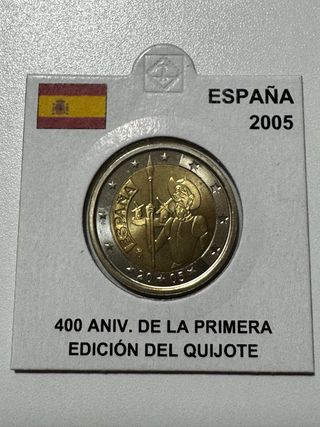 ESPAÑA
2005
ESPAÑA
20 05
400 ANIV. DE LA PRIMERA
EDICIÓN DEL QUIJOTE